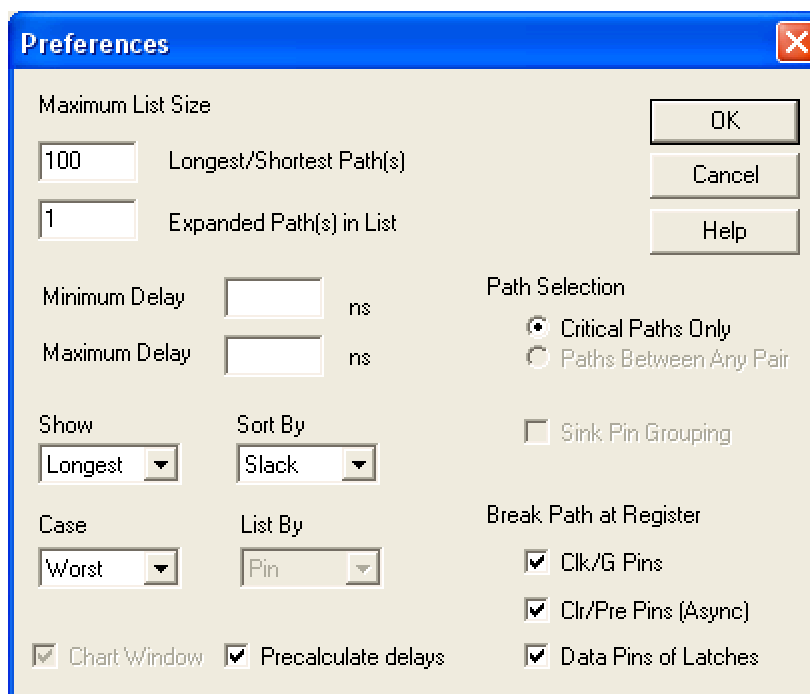 Preferences
Maximum List Size
100 Longest/Shortest Path(s)
1 Expanded Path(s) in List
OK
Cancel
Help
Minimum Delay ns
Maximum Delay ns
Path Selection
Critical Paths Only
Paths Between Any Pair
Sink Pin Grouping
Show Sort By
Longest Slack
Case List By
Worst Pin
Break Path at Register
Clk/G Pins
Clr/Pre Pins (Async)
Data Pins of Latches
Chart Window Precalculate delays